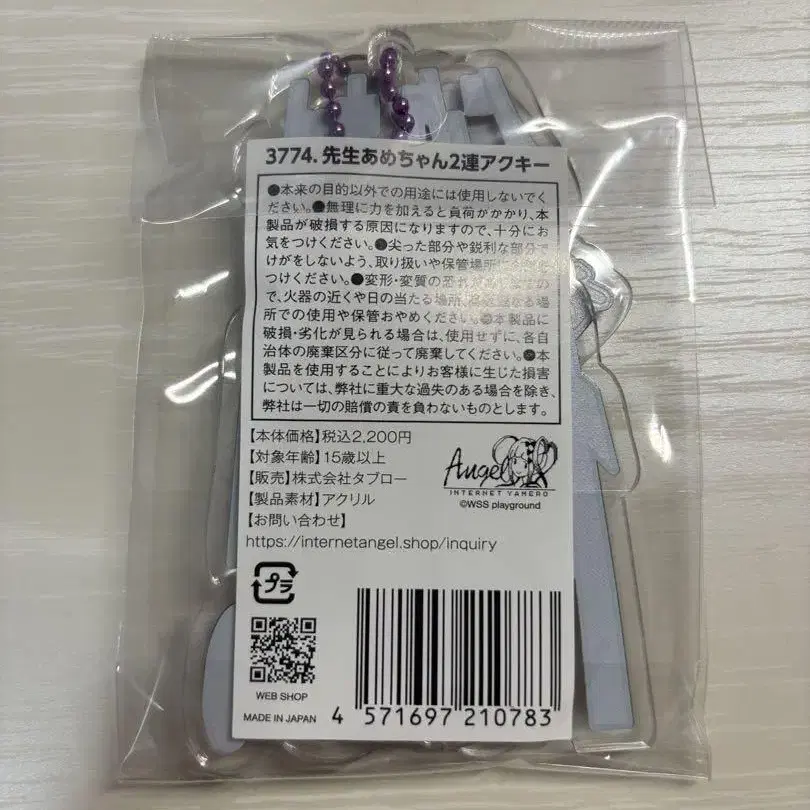 3774. 先生あめちゃん2連アクキー
●本来の目的以外での用途には使用しないでく
ださい。●無理に力を加えると負荷がかかり、本
製品が破損する原因になりますので、十分にお
気をつけください。●尖った部分や鋭利な部分で
けがをしないよう、取り扱いや保管場所に
つけください。●変形・変質の恐れがありますの
で、火器の近くや日の当たる場所、なる場
所での使用や保管おやめください。●本製品に
破損・劣化が見られる場合は、使用せずに、各自
治体の廃棄区分に従って廃棄してください。●本
製品を使用することによりお客様に生じた損害
については、弊社に重大な過失のある場合を除き、
弊社は一切の賠償の責を負わないものとします。
【本体価格】税込2,200円
【対象年齢】15歳以上
【販売】株式会社タブロー
【製品素材】アクリル
【お問い合わせ】
https://internetangel.shop/inquiry
Angel
INTERNET YAMERO
©WSS playground
プラ
WEB SHOP
MADE IN JAPAN
4 571697 210783